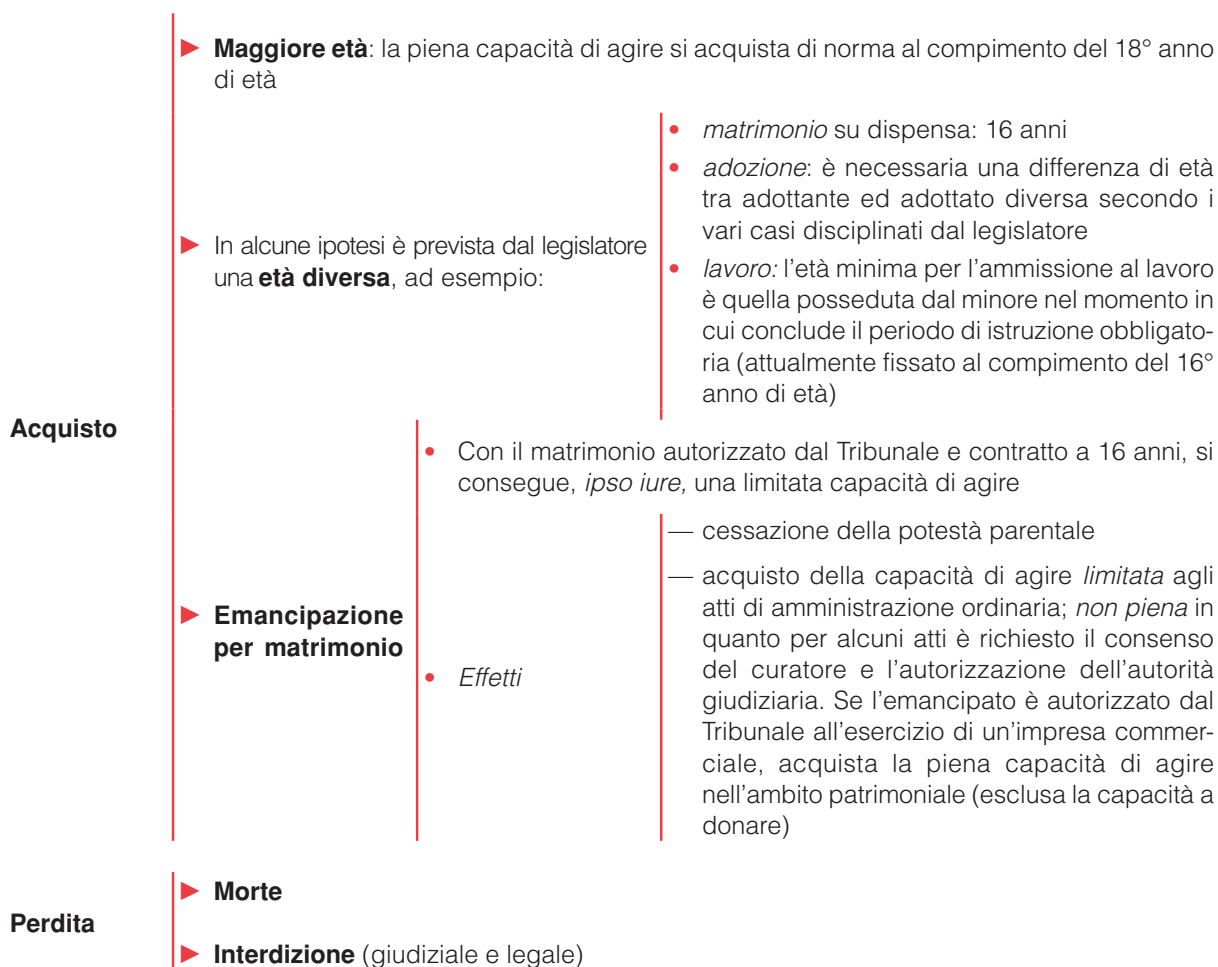 ► Maggiore età: la piena capacità di agire si acquista di norma al compimento del 18° anno
di età
► In alcune ipotesi è prevista dal legislatore
una età diversa, ad esempio:
• matrimonio su dispensa: 16 anni
• adozione: è necessaria una differenza di età
tra adottante ed adottato diversa secondo i
vari casi disciplinati dal legislatore
• lavoro: l'età minima per l'ammissione al lavoro
è quella posseduta dal minore nel momento in
cui conclude il periodo di istruzione obbligato-
ria (attualmente fissato al compimento del 16°
anno di età)
Acquisto
► Emancipazione
per matrimonio
• Con il matrimonio autorizzato dal Tribunale e contratto a 16 anni, si
consegue, ipso iure, una limitata capacità di agire
• Effetti
— cessazione della potestà parentale
— acquisto della capacità di agire limitata agli
atti di amministrazione ordinaria; non piena in
quanto per alcuni atti è richiesto il consenso
del curatore e l'autorizzazione dell'autorità
giudiziaria. Se l'emancipato è autorizzato dal
Tribunale all'esercizio di un'impresa commer-
ciale, acquista la piena capacità di agire
nell'ambito patrimoniale (esclusa la capacità a
donare)
Perdita
► Morte
► Interdizione (giudiziale e legale)